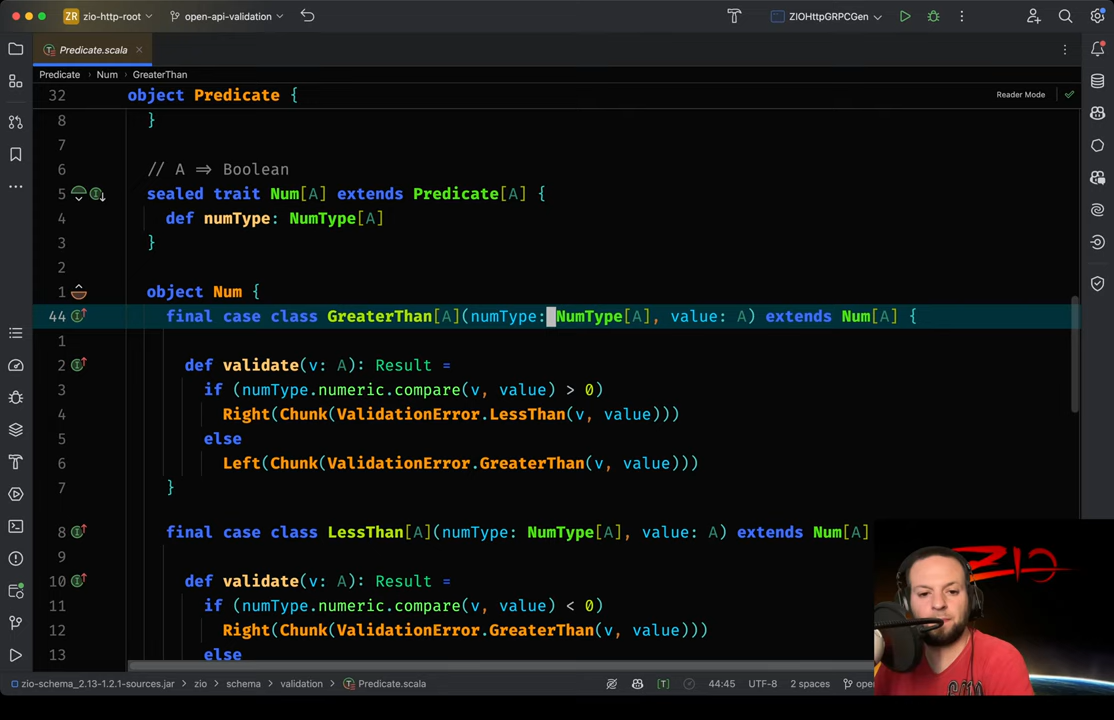 ZR zio-http-root open-api-validation ZIOHttpGRPCGen
Predicate.scala
Predicate Num GreaterThan
32 object Predicate { Reader Mode
8 }
7
6 // A => Boolean
5 sealed trait Num[A] extends Predicate[A] {
4 def numType: NumType[A]
3 }
2
1 object Num {
44 final case class GreaterThan[A](numType: NumType[A], value: A) extends Num[A] {
1
2 def validate(v: A): Result =
3 if (numType.numeric.compare(v, value) > 0)
4 Right(Chunk(ValidationError.LessThan(v, value)))
5 else
6 Left(Chunk(ValidationError.GreaterThan(v, value)))
7 }
8 final case class LessThan[A](numType: NumType[A], value: A) extends Num[A]
9
10 def validate(v: A): Result =
11 if (numType.numeric.compare(v, value) < 0)
12 Right(Chunk(ValidationError.GreaterThan(v, value)))
13 else
ZIO
zio-schema_2.13-1.2.1-sources.jar zio schema validation Predicate.scala 44:45 UTF-8 2 spaces